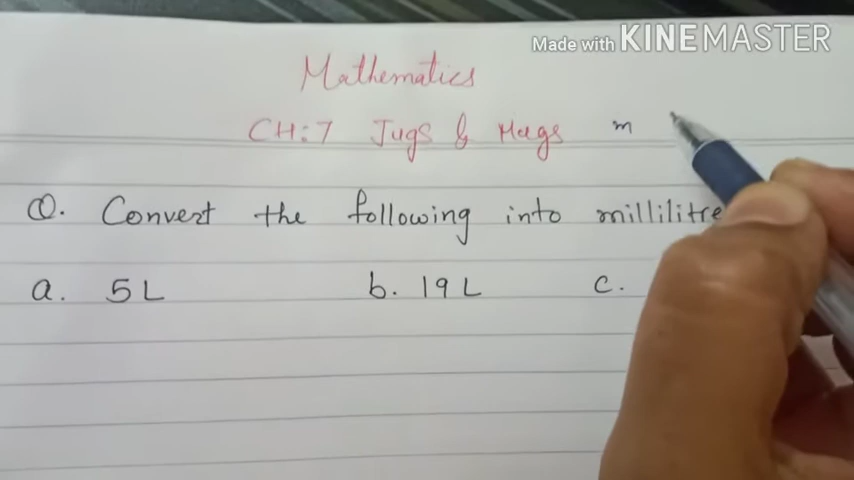 Made with KINEMASTER
Mathematics
CH:7 Jugs & Mugs m
Q. Convert the following into millilitre
a. 5L b. 19L c.